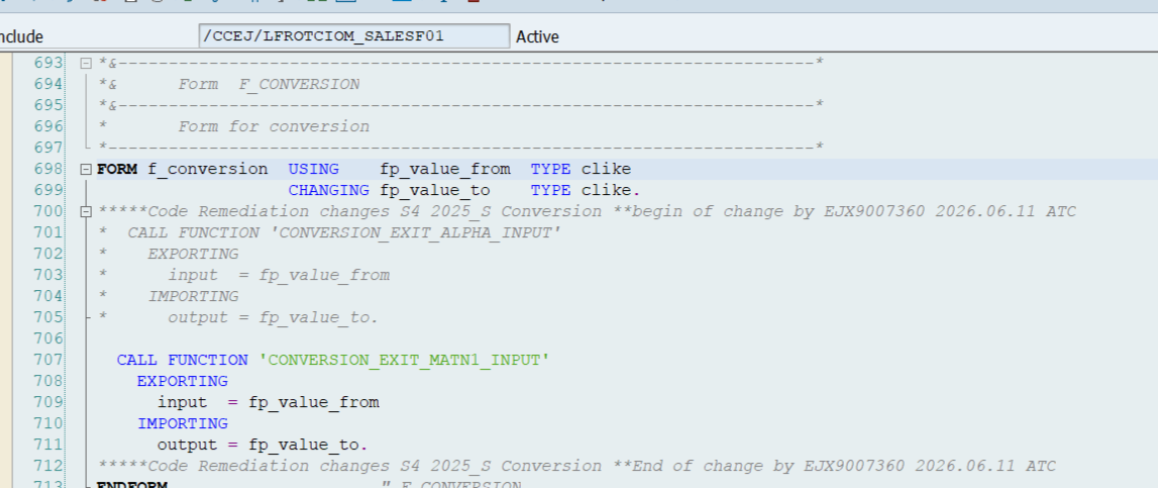 nclude /CCEJ/LFROTCIOM_SALESF01 Active
693 *&---------------------------------------------------------------------*
694 *&      Form  F_CONVERSION
695 *&---------------------------------------------------------------------*
696 *       Form for conversion
697 *----------------------------------------------------------------------*
698 FORM f_conversion  USING    fp_value_from  TYPE clike
699                    CHANGING fp_value_to    TYPE clike.
700 *****Code Remediation changes S4 2025_S Conversion **begin of change by EJX9007360 2026.06.11 ATC
701 *  CALL FUNCTION 'CONVERSION_EXIT_ALPHA_INPUT'
702 *    EXPORTING
703 *      input  = fp_value_from
704 *    IMPORTING
705 *      output = fp_value_to.
706
707   CALL FUNCTION 'CONVERSION_EXIT_MATN1_INPUT'
708     EXPORTING
709       input  = fp_value_from
710     IMPORTING
711       output = fp_value_to.
712 *****Code Remediation changes S4 2025_S Conversion **End of change by EJX9007360 2026.06.11 ATC
713 ENDFORM                     " F_CONVERSION